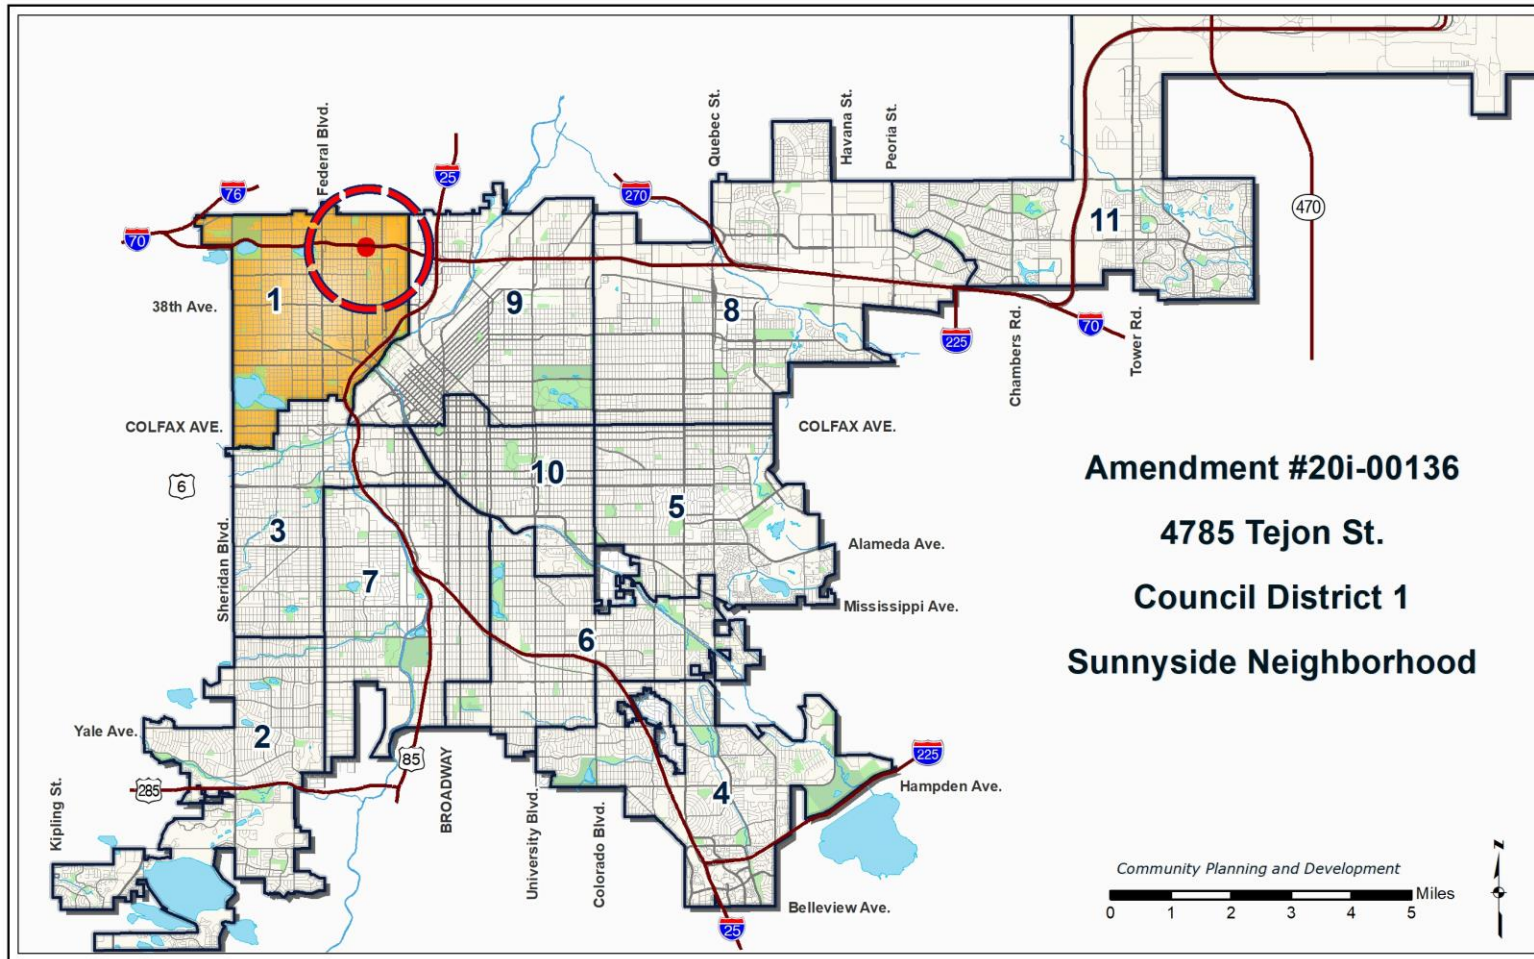 Federal Blvd.
Quebec St.
Havana St.
Peoria St.
76
25
270
70
470
11
1
9
8
38th Ave.
225
70
Chambers Rd.
Tower Rd.
COLFAX AVE.
COLFAX AVE.
6
10
5
3
Sheridan Blvd.
Alameda Ave.
7
Mississippi Ave.
6
Yale Ave.
2
85
BROADWAY
225
285
Hampden Ave.
4
Kipling St.
University Blvd.
Colorado Blvd.
Belleview Ave.
25
Amendment #20i-00136
4785 Tejon St.
Council District 1
Sunnyside Neighborhood
Community Planning and Development
Miles
0 1 2 3 4 5
N